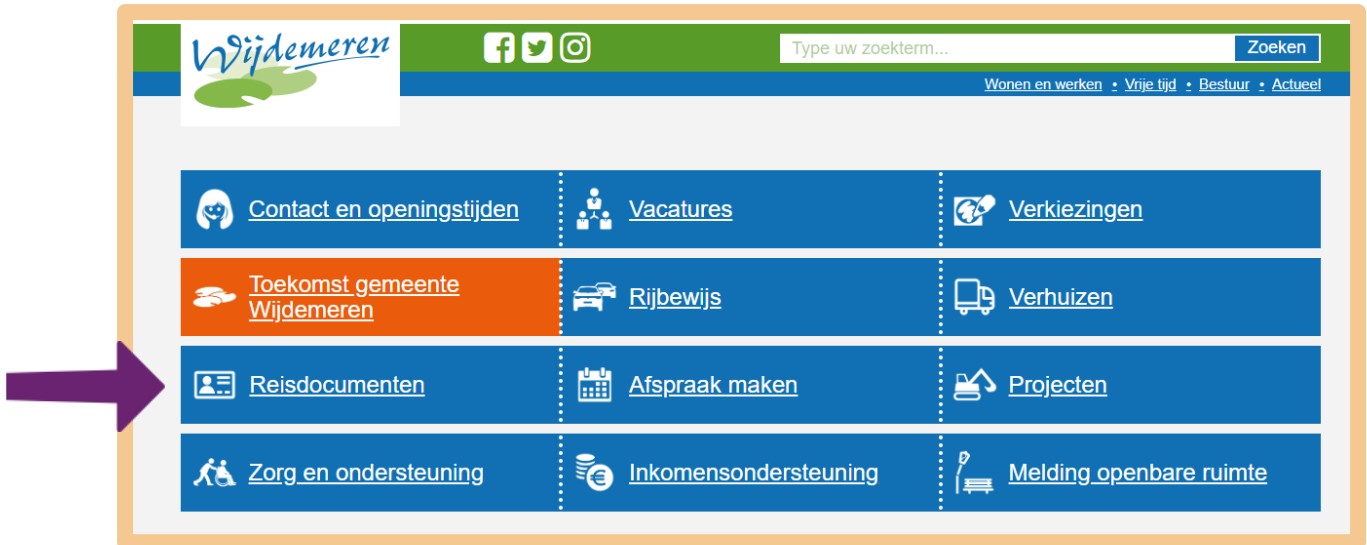 Wijdemeren
Type uw zoekterm... Zoeken
Wonen en werken • Vrije tijd • Bestuur • Actueel
Contact en openingstijden Vacatures Verkiezingen
Toekomst gemeente
Wijdemeren
Rijbewijs Verhuizen
Reisdocumenten Afspraak maken Projecten
Zorg en ondersteuning Inkomensondersteuning Melding openbare ruimte